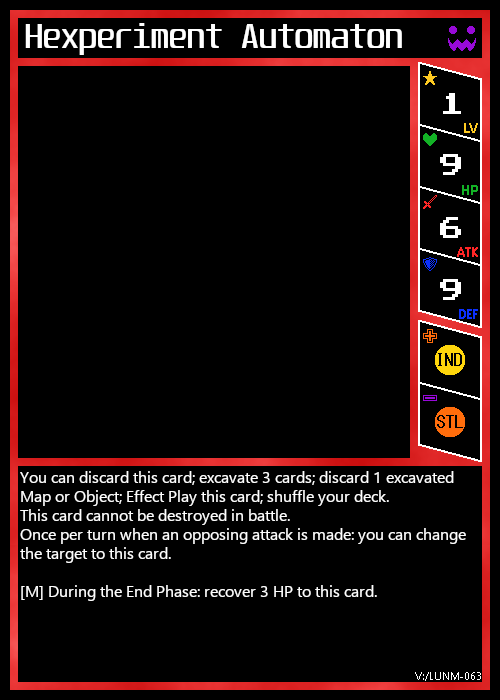 Hexperiment Automaton
1
LV
9
HP
6
ATK
9
DEF
IND
STL
You can discard this card; excavate 3 cards; discard 1 excavated
Map or Object; Effect Play this card; shuffle your deck.
This card cannot be destroyed in battle.
Once per turn when an opposing attack is made: you can change
the target to this card.
[M] During the End Phase: recover 3 HP to this card.
V:/LUNM-063